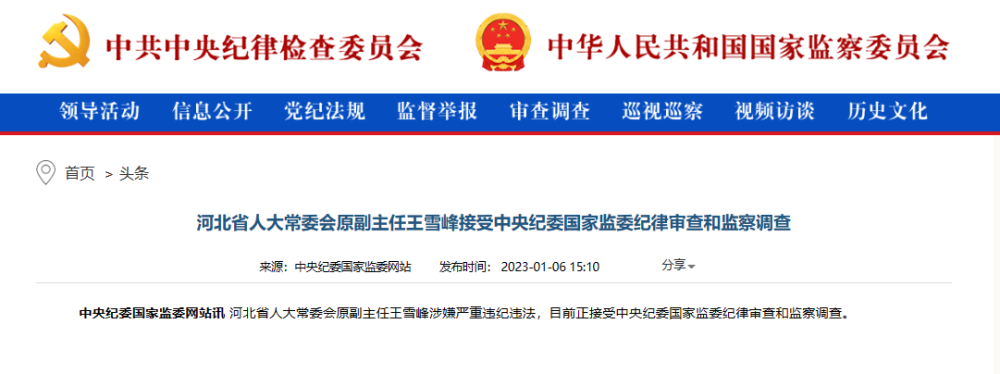 中共中央纪律检查委员会 中华人民共和国国家监察委员会
领导活动 信息公开 党纪法规 监督举报 审查调查 巡视巡察 视频访谈 历史文化
首页 > 头条
河北省人大常委会原副主任王雪峰接受中央纪委国家监委纪律审查和监察调查
来源：中央纪委国家监委网站 发布时间： 2023-01-06 15:10 分享
中央纪委国家监委网站讯 河北省人大常委会原副主任王雪峰涉嫌严重违纪违法，目前正接受中央纪委国家监委纪律审查和监察调查。